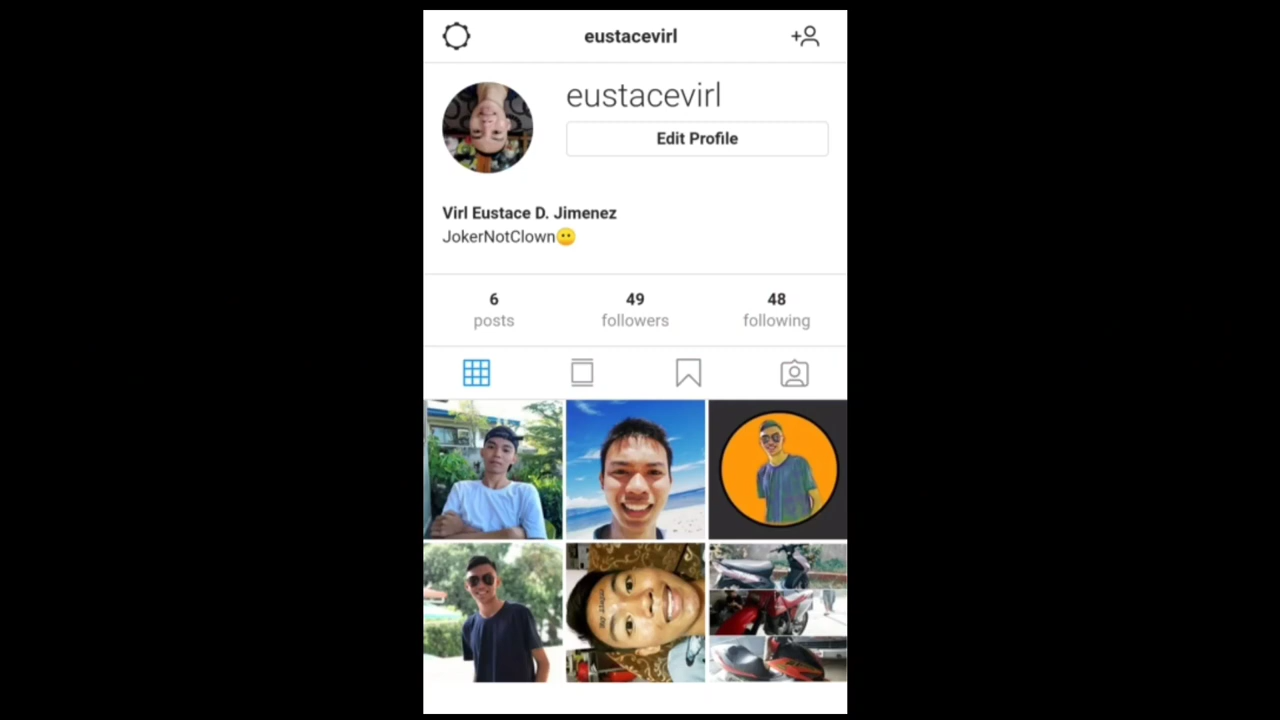 eustacevirl
eustacevirl
Edit Profile
Virl Eustace D. Jimenez
JokerNotClown😶
6 49 48
posts followers following